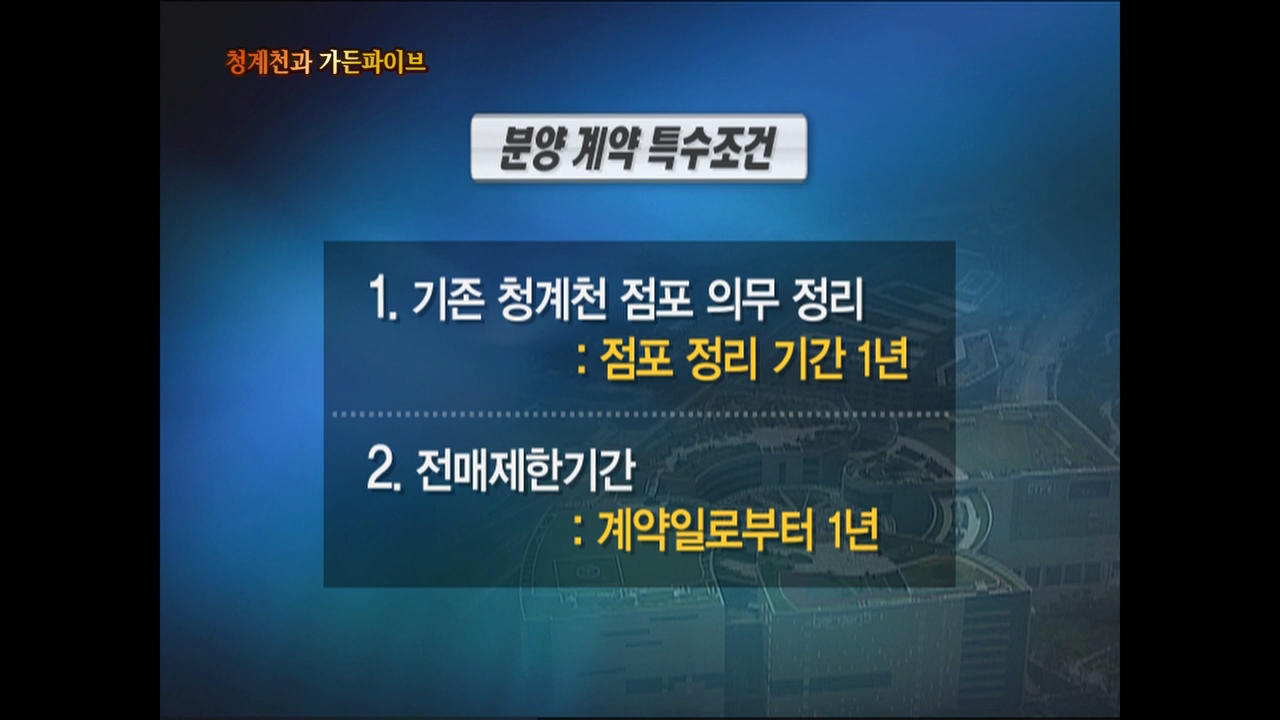 청계천과 가든파이브
분양 계약 특수조건
1. 기존 청계천 점포 의무 정리
: 점포 정리 기간 1년
2. 전매제한기간
: 계약일로부터 1년